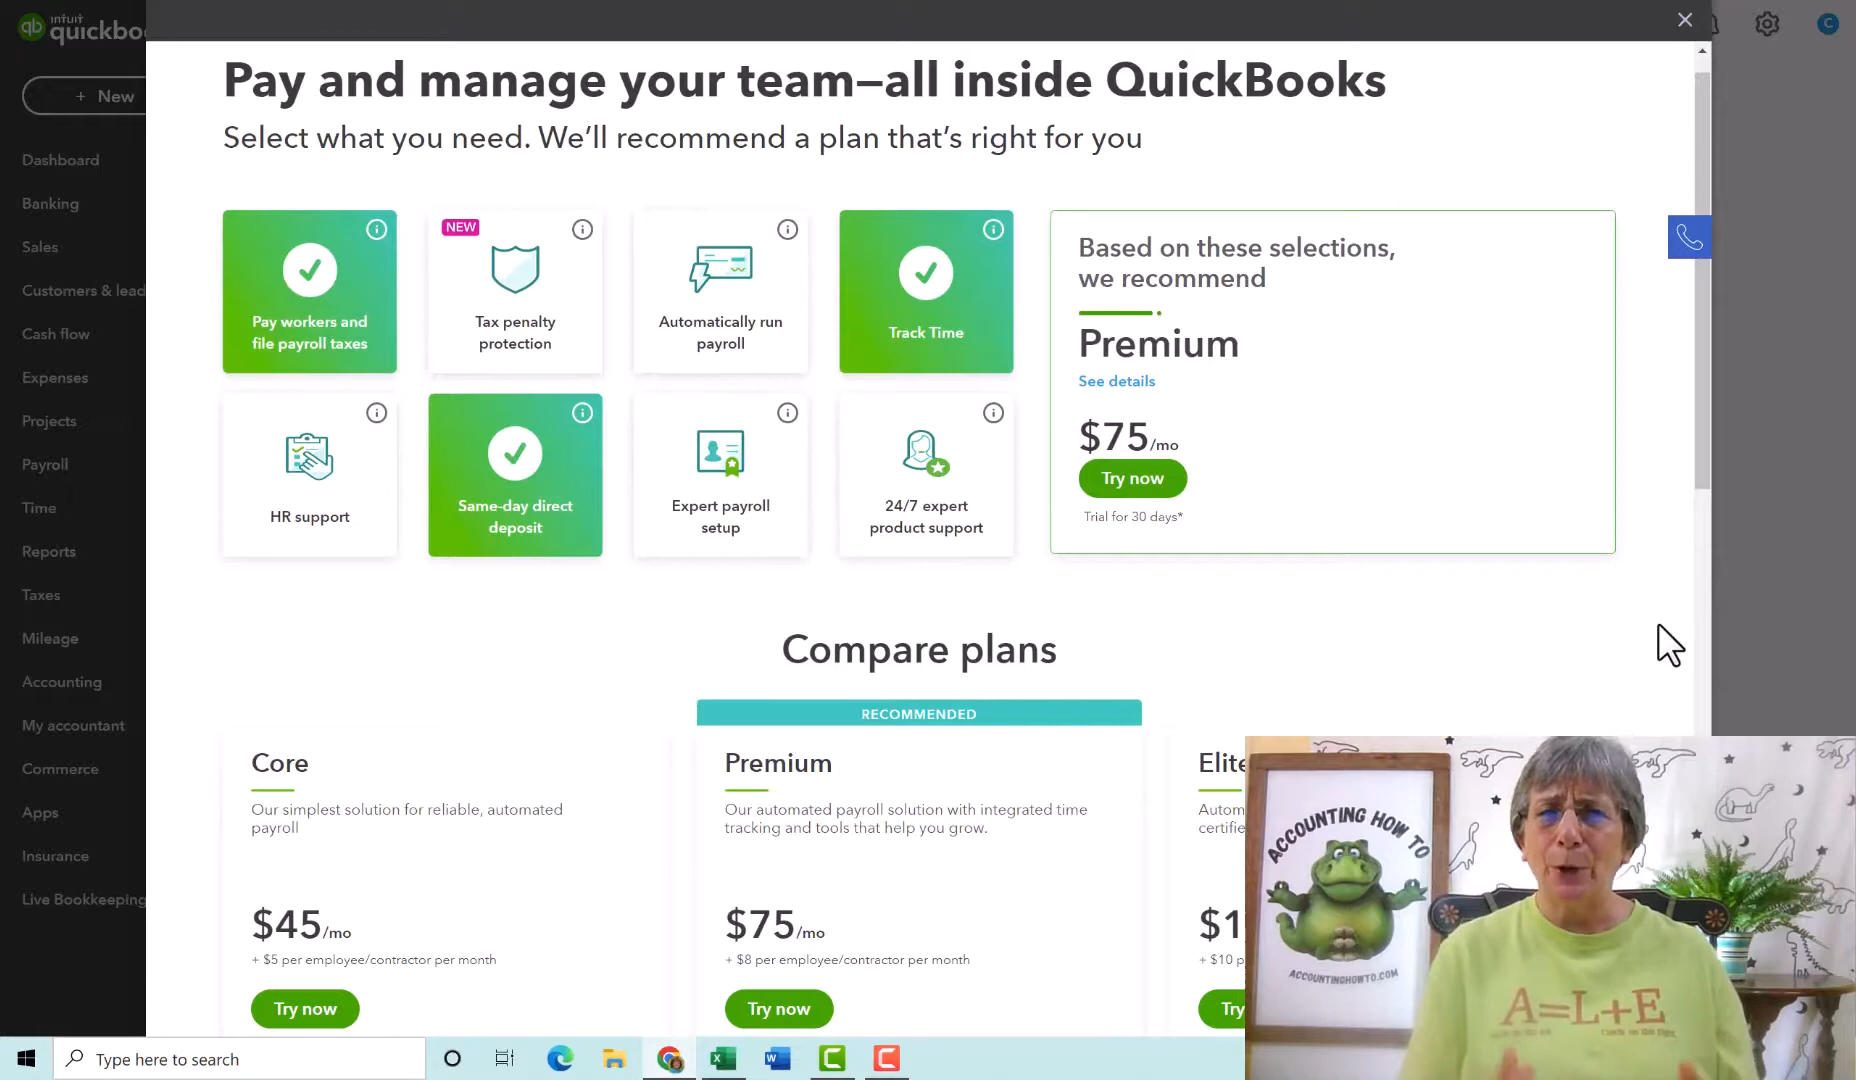 intuit
quickbo
Pay and manage your team—all inside QuickBooks
Select what you need. We'll recommend a plan that's right for you
+ New
Dashboard
Banking
Sales
Customers & lead
Cash flow
Expenses
Projects
Payroll
Time
Reports
Taxes
Mileage
Accounting
My accountant
Commerce
Apps
Insurance
Live Bookkeeping
Pay workers and
file payroll taxes
NEW
Tax penalty
protection
Automatically run
payroll
Track Time
HR support
Same-day direct
deposit
Expert payroll
setup
24/7 expert
product support
Based on these selections,
we recommend
Premium
See details
$75/mo
Try now
Trial for 30 days*
C
Compare plans
RECOMMENDED
Core
Our simplest solution for reliable, automated
payroll
$45/mo
+ $5 per employee/contractor per month
Try now
Premium
Our automated payroll solution with integrated time
tracking and tools that help you grow.
$75/mo
+ $8 per employee/contractor per month
Try now
Elite
Autom
certifie
$1
+ $10 p
Try
ACCOUNTING HOW TO
ACCOUNTINGHOWTO.COM
A=L+E
Type here to search